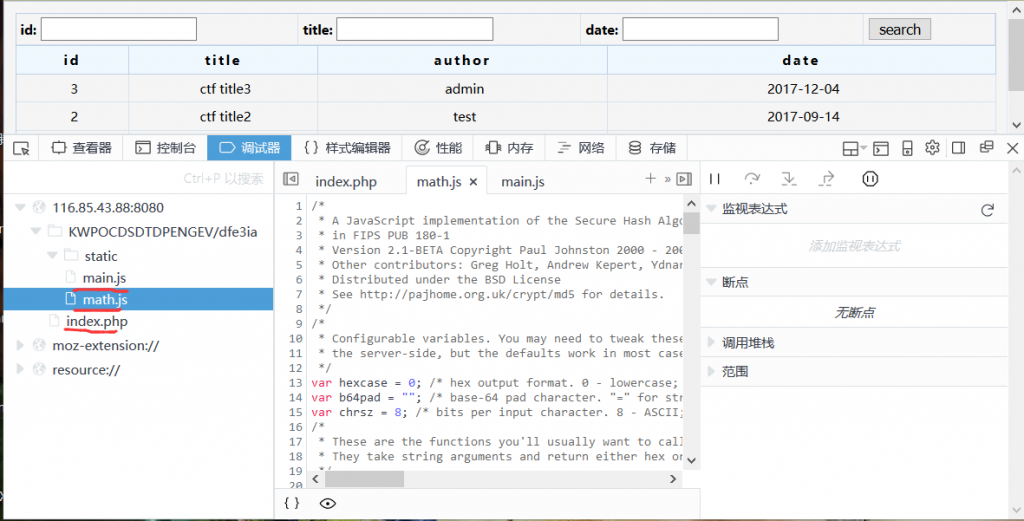 id: title: date: search
id title author date
3 ctf title3 admin 2017-12-04
2 ctf title2 test 2017-09-14
查看器 控制台 调试器 {} 样式编辑器 性能 内存 网络 存储
Ctrl+P 以搜索
index.php math.js × main.js + »
116.85.43.88:8080
KWPOCDSDTDPENGEV/dfe3ia
static
main.js
math.js
index.php
moz-extension://
resource://
1 /*
2 * A JavaScript implementation of the Secure Hash Algo
3 * in FIPS PUB 180-1
4 * Version 2.1-BETA Copyright Paul Johnston 2000 - 200
5 * Other contributors: Greg Holt, Andrew Kepert, Ydnar
6 * Distributed under the BSD License
7 * See http://pajhome.org.uk/crypt/md5 for details.
8 */
9 /*
10 * Configurable variables. You may need to tweak these
11 * the server-side, but the defaults work in most case
12 */
13 var hexcase = 0; /* hex output format. 0 - lowercase;
14 var b64pad = ""; /* base-64 pad character. "=" for str
15 var chrsz = 8; /* bits per input character. 8 - ASCII;
16 /*
17 * These are the functions you'll usually want to call
18 * They take string arguments and return either hex or
19 */
20
{ }
监视表达式
添加监视表达式
断点
无断点
调用堆栈
范围